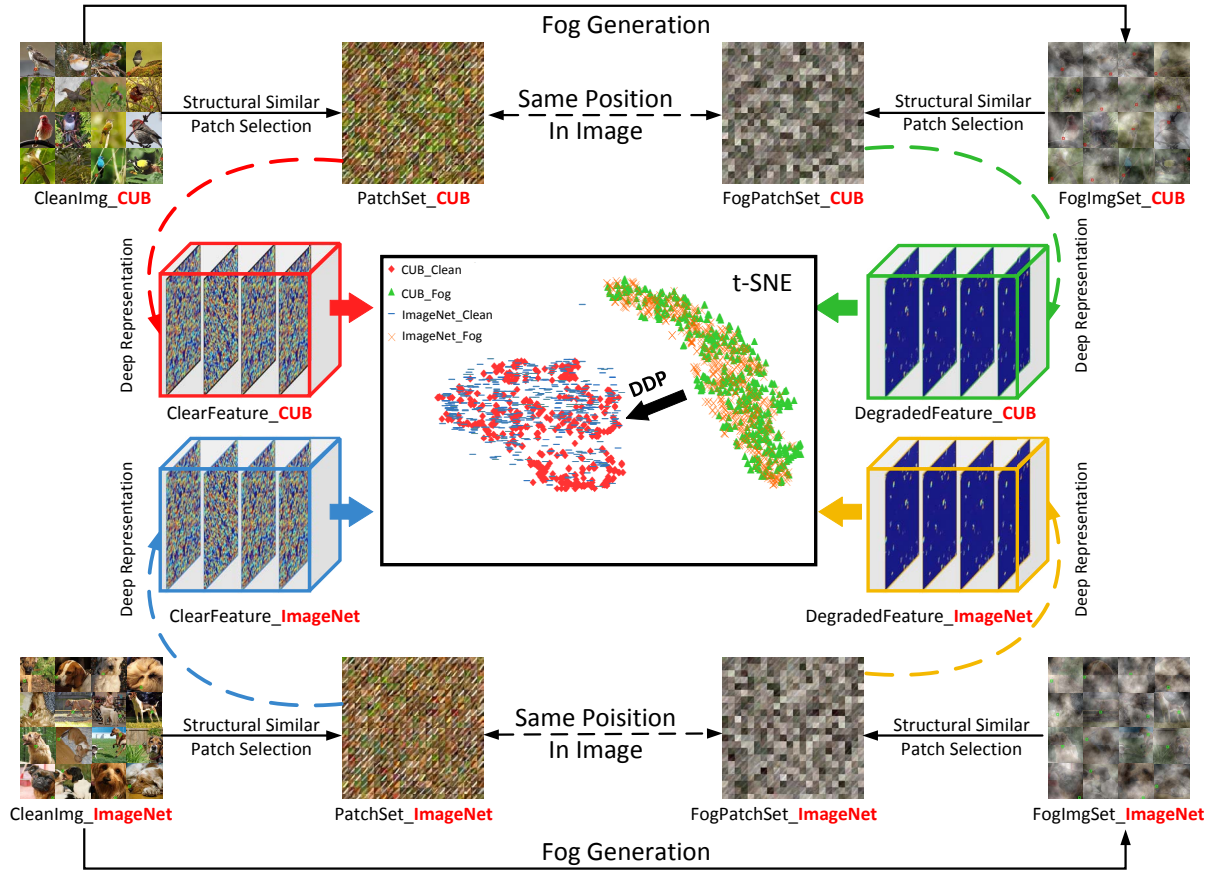 Fog Generation
Structural Similar
Patch Selection
Same Position
In Image
Structural Similar
Patch Selection
CleanImg_CUB
PatchSet_CUB
FogPatchSet_CUB
FogImgSet_CUB
Deep Representation
Deep Representation
CUB_Clean
CUB_Fog
ImageNet_Clean
ImageNet_Fog
t-SNE
DDP
ClearFeature_CUB
DegradedFeature_CUB
Deep Representation
Deep Representation
ClearFeature_ImageNet
DegradedFeature_ImageNet
Structural Similar
Patch Selection
Same Poisition
In Image
Structural Similar
Patch Selection
CleanImg_ImageNet
PatchSet_ImageNet
FogPatchSet_ImageNet
FogImgSet_ImageNet
Fog Generation